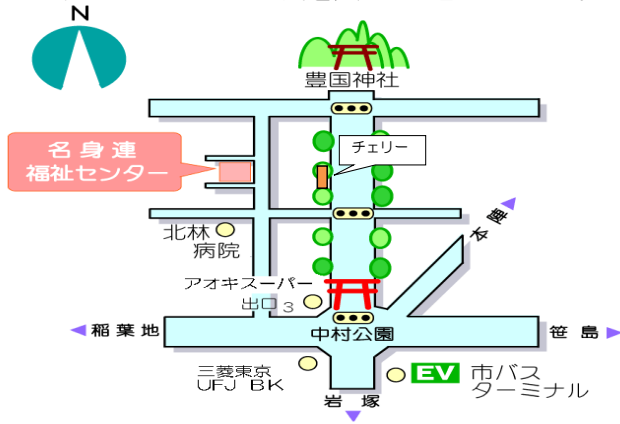 N
豊国神社
チェリー
名身連
福祉センター
本陣
北林
病院
アオキスーパー
出口3
稲葉地
中村公園
笹島
三菱東京
UFJ BK
EV 市バス
ターミナル
岩塚